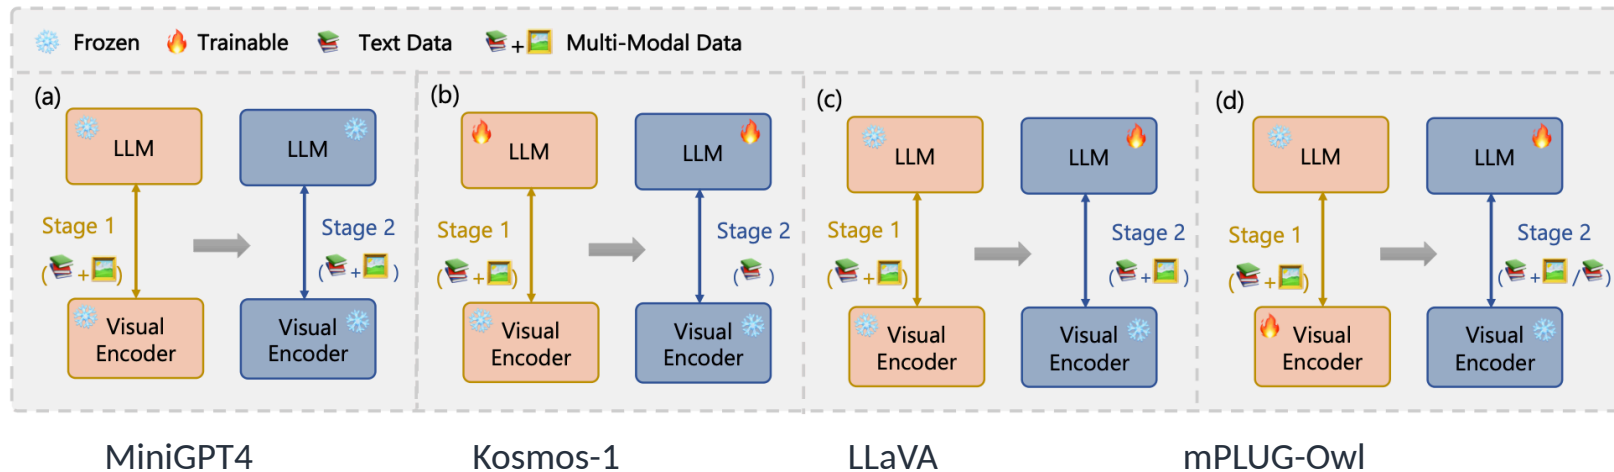 Frozen Trainable Text Data + Multi-Modal Data
(a)
LLM
LLM
Stage 1
( + )
Stage 2
( + )
Visual
Encoder
Visual
Encoder
(b)
LLM
LLM
Stage 1
( + )
Stage 2
( )
Visual
Encoder
Visual
Encoder
(c)
LLM
LLM
Stage 1
( + )
Stage 2
( + )
Visual
Encoder
Visual
Encoder
(d)
LLM
LLM
Stage 1
( + )
Stage 2
( + / )
Visual
Encoder
Visual
Encoder
MiniGPT4
Kosmos-1
LLaVA
mPLUG-Owl